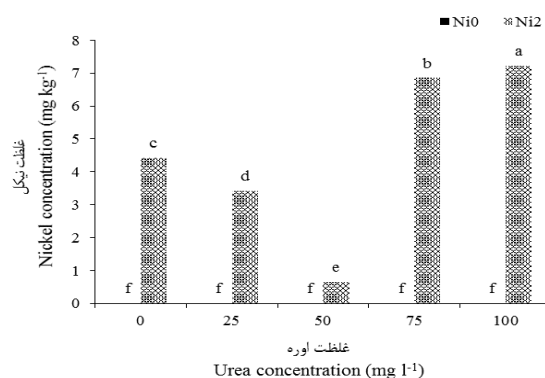 Ni0 Ni2
غلظت نیکل
Nickel concentration (mg kg-1)
8
7
6
5
4
3
2
1
0
f c
f d
f e
f b
f a
0 25 50 75 100
غلظت اوره
Urea concentration (mg l-1)